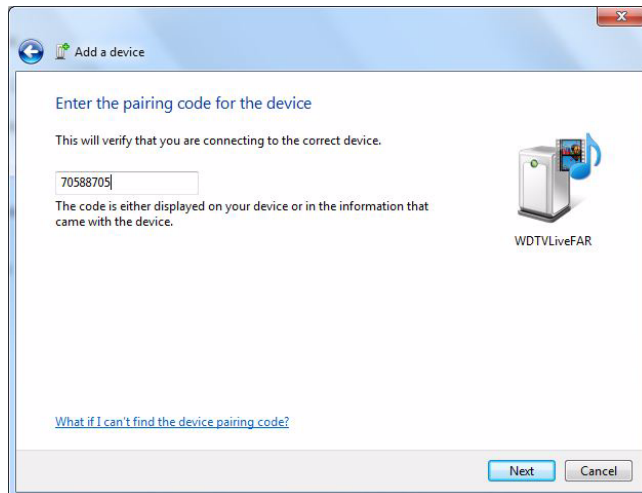 Add a device
Enter the pairing code for the device
This will verify that you are connecting to the correct device.
70588705
The code is either displayed on your device or in the information that
came with the device.
WDTVLiveFAR
What if I can't find the device pairing code?
Next
Cancel